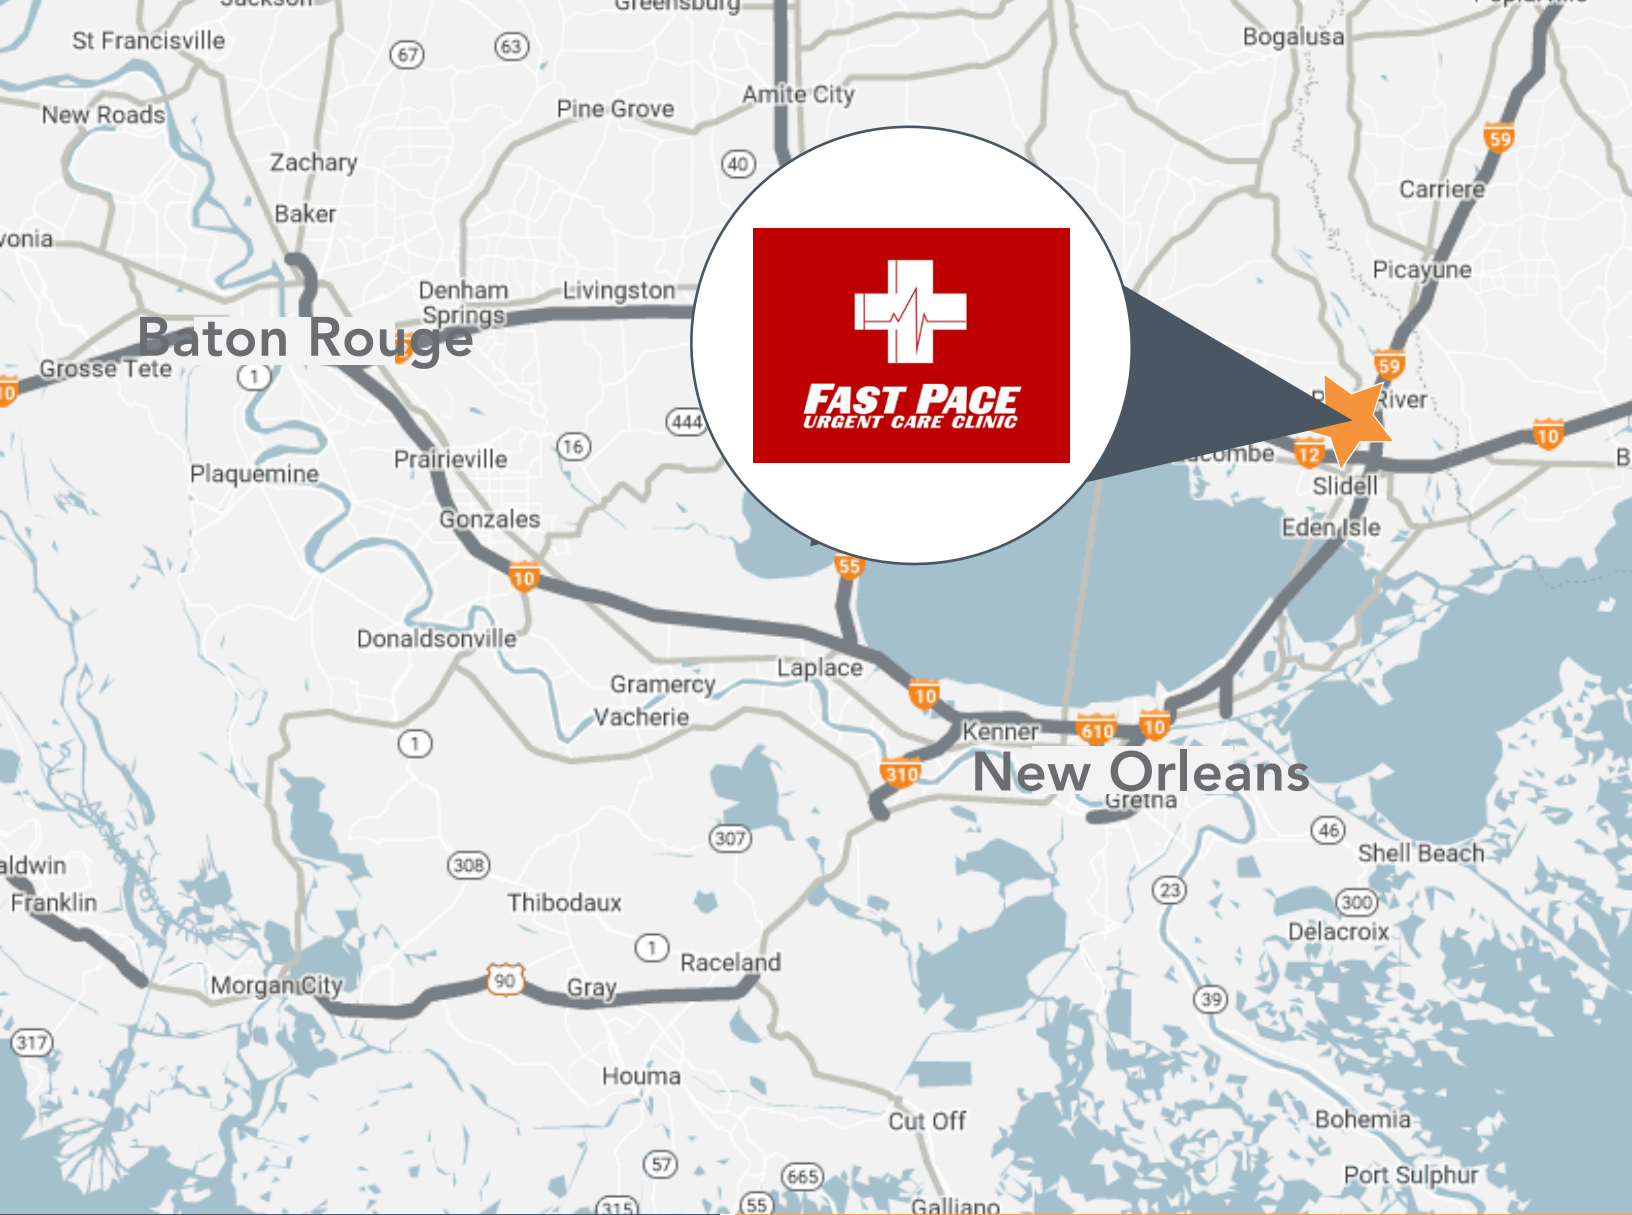 Greensburg
St Francisville
67
63
Bogalusa
New Roads
Pine Grove
Amite City
59
Zachary
40
Carriere
Baker
Picayune
Denham
Springs
Livingston
Baton Rouge
59
Grosse Tete
1
10
FAST PACE
URGENT CARE CLINIC
River
444
16
10
12
Plaquemine
Prairieville
Slidell
Gonzales
Eden Isle
55
10
Donaldsonville
Laplace
Gramercy
10
Vacherie
Kenner
610
10
1
310
New Orleans
Gretna
307
46
Shell Beach
308
23
Franklin
Thibodaux
300
Delacroix
1
Raceland
Morgan City
90
Gray
39
317
Houma
Cut Off
Bohemia
57
665
Port Sulphur
315
55
Galliano